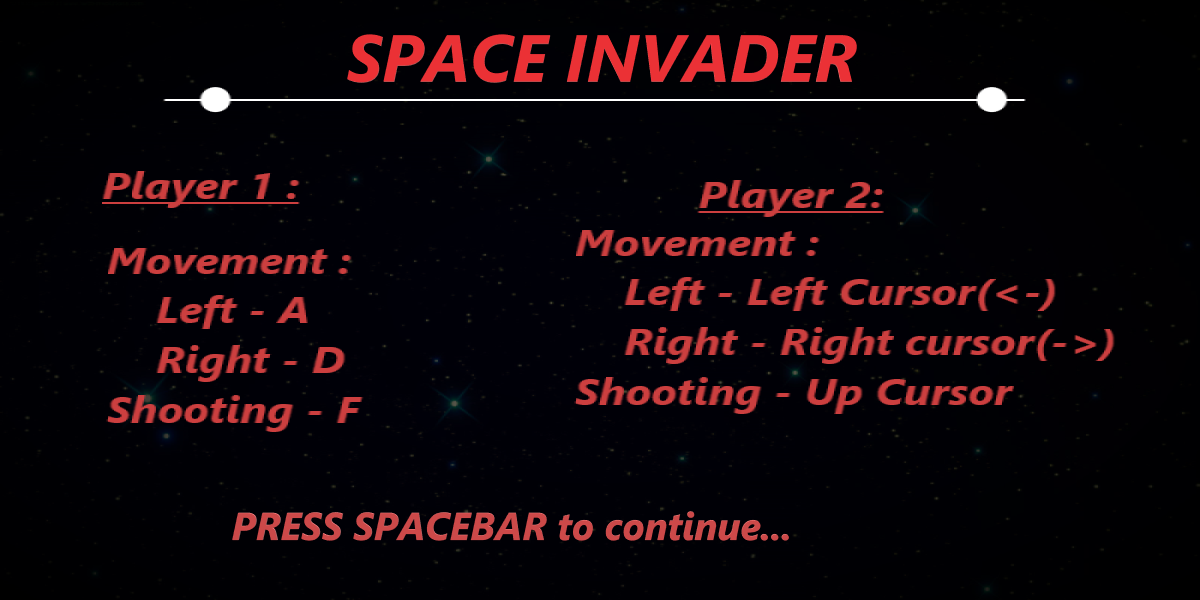 SPACE INVADER
Player 1 :
Movement :
Left - A
Right - D
Shooting - F
Player 2:
Movement :
Left - Left Cursor(<-)
Right - Right cursor(->)
Shooting - Up Cursor
PRESS SPACEBAR to continue...